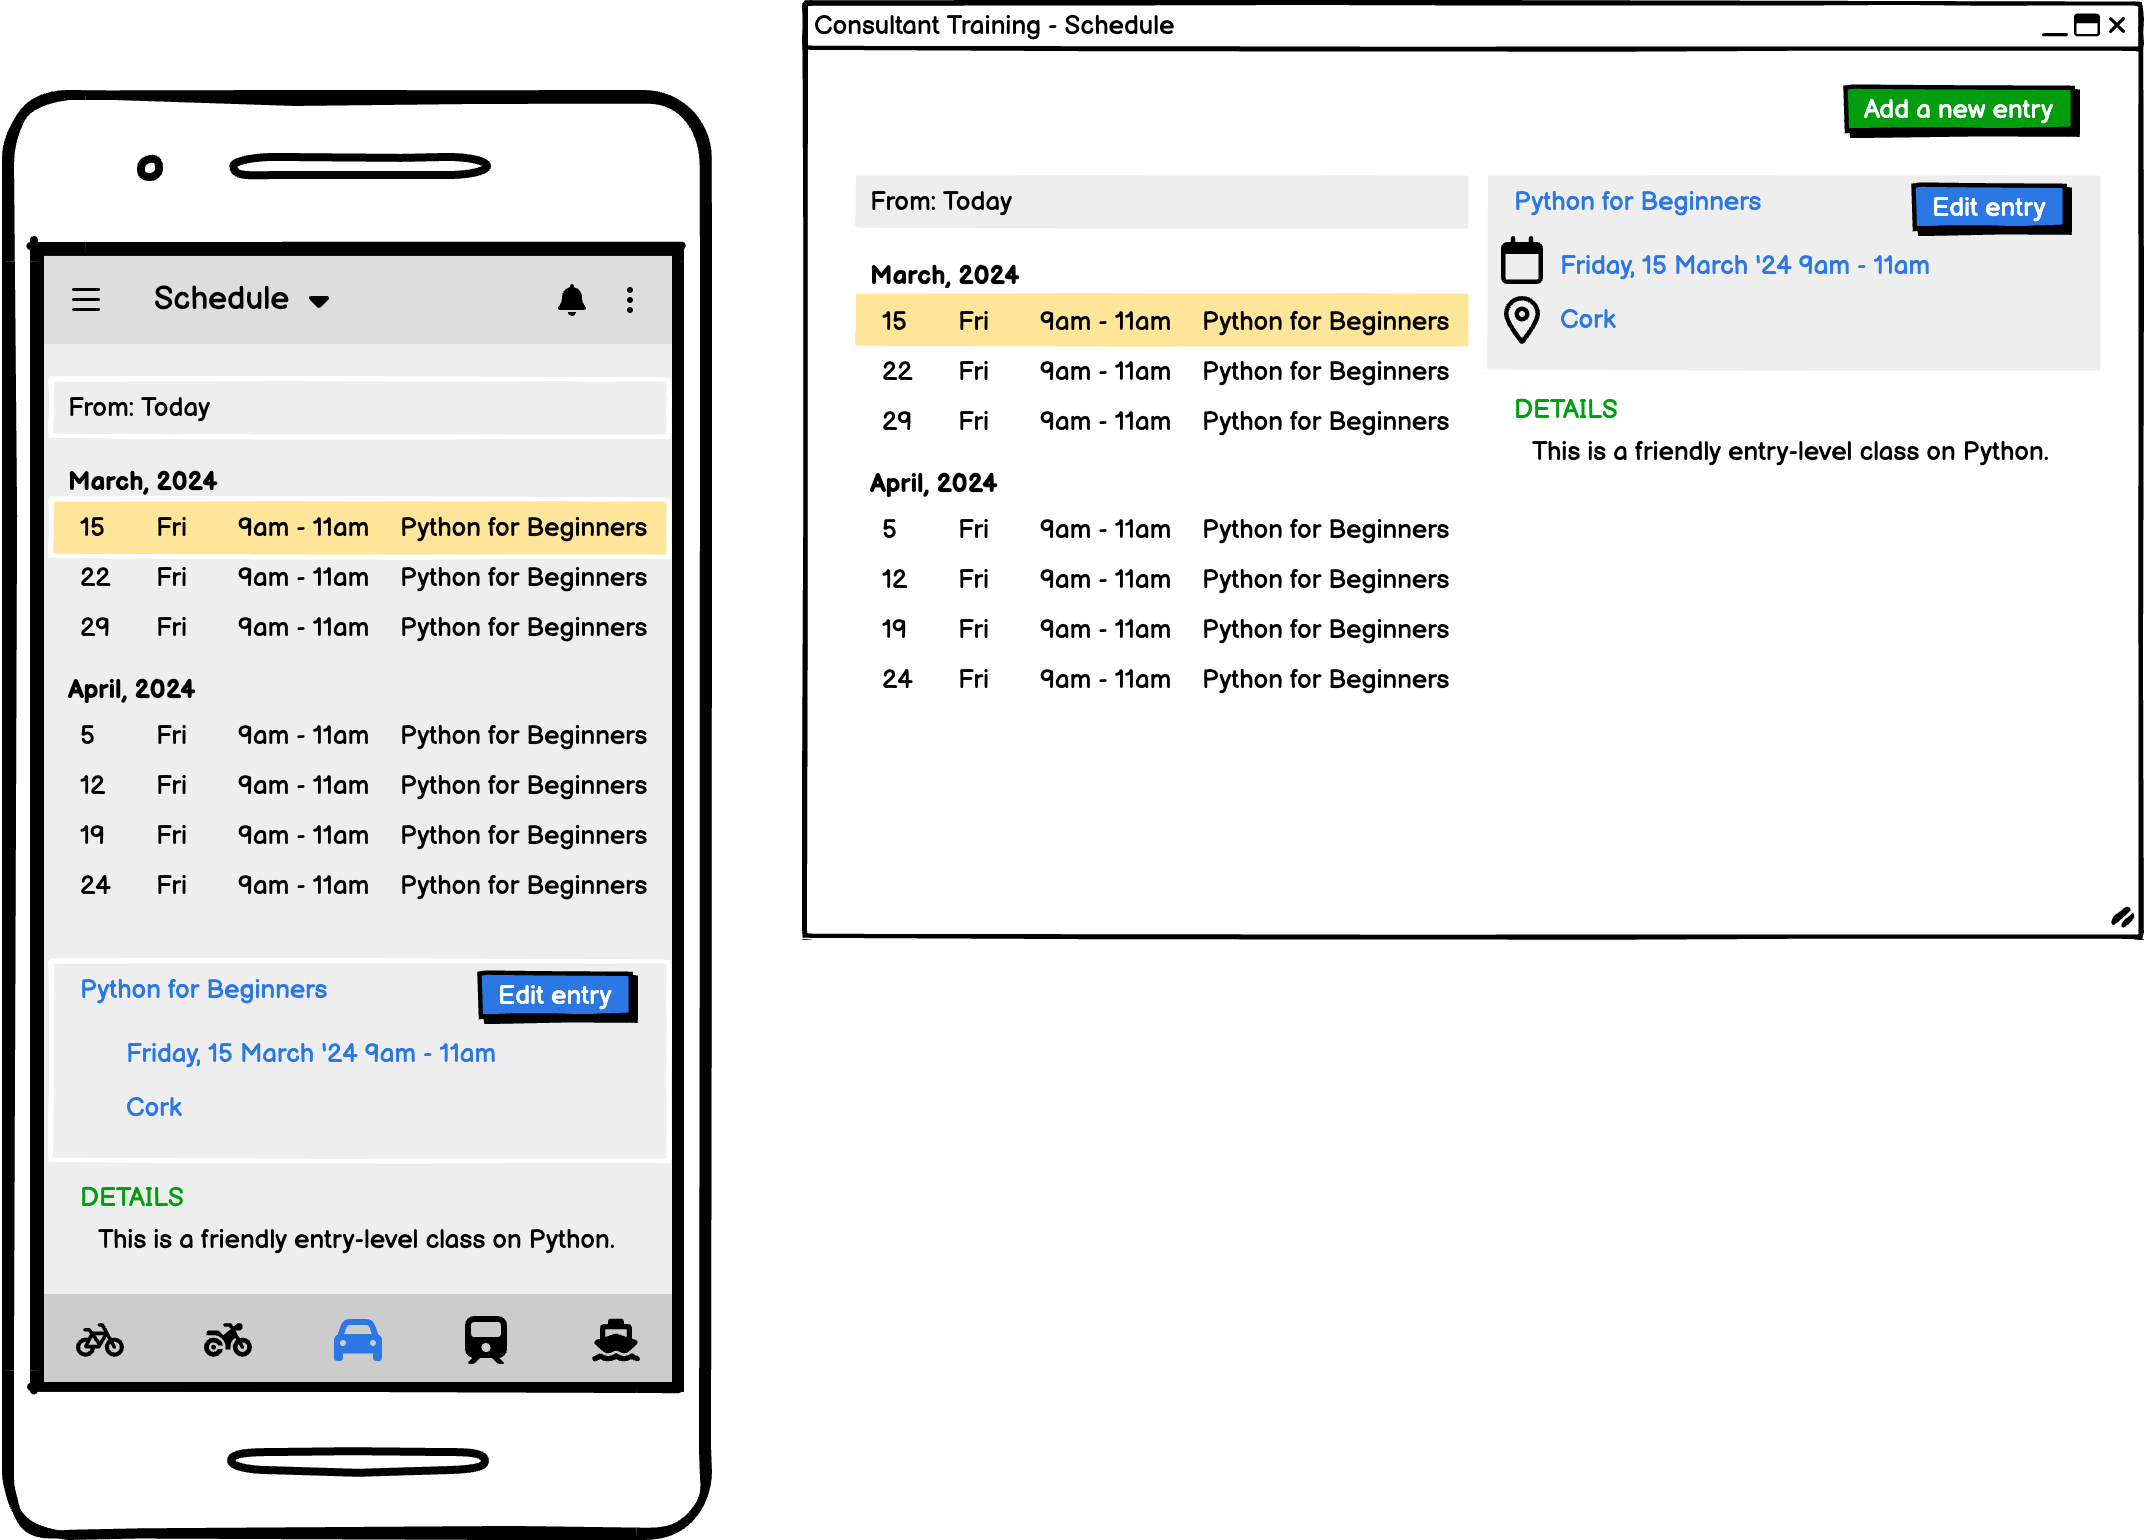 Schedule
From: Today
March, 2024
15 Fri 9am - 11am Python for Beginners
22 Fri 9am - 11am Python for Beginners
29 Fri 9am - 11am Python for Beginners
April, 2024
5 Fri 9am - 11am Python for Beginners
12 Fri 9am - 11am Python for Beginners
19 Fri 9am - 11am Python for Beginners
24 Fri 9am - 11am Python for Beginners
Python for Beginners
Edit entry
Friday, 15 March '24 9am - 11am
Cork
DETAILS
This is a friendly entry-level class on Python.
Consultant Training - Schedule
Add a new entry
From: Today
March, 2024
15 Fri 9am - 11am Python for Beginners
22 Fri 9am - 11am Python for Beginners
29 Fri 9am - 11am Python for Beginners
April, 2024
5 Fri 9am - 11am Python for Beginners
12 Fri 9am - 11am Python for Beginners
19 Fri 9am - 11am Python for Beginners
24 Fri 9am - 11am Python for Beginners
Python for Beginners
Edit entry
Friday, 15 March '24 9am - 11am
Cork
DETAILS
This is a friendly entry-level class on Python.